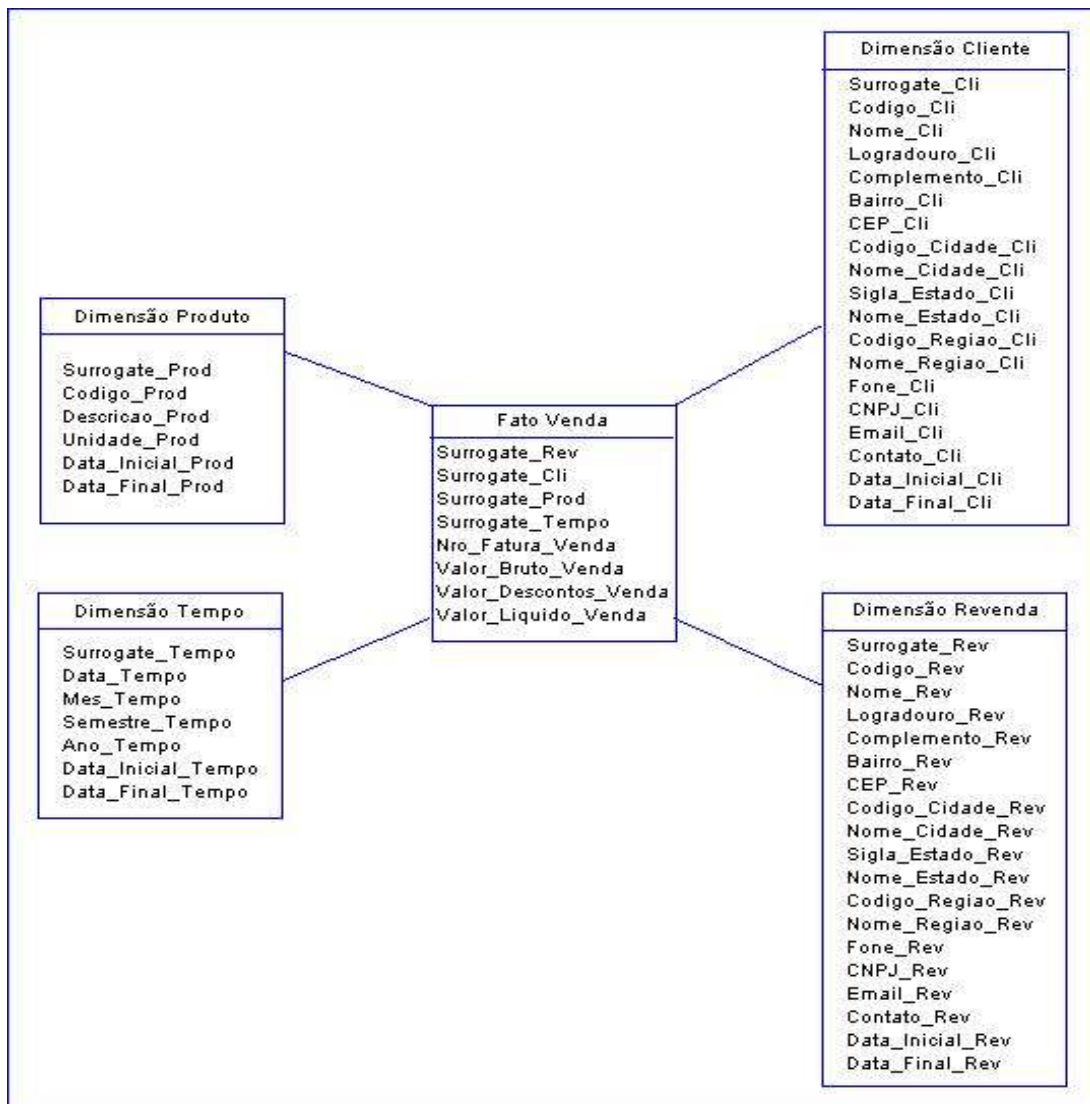 Dimensão Cliente
Surrogate_Cli
Codigo_Cli
Nome_Cli
Logradouro_Cli
Complemento_Cli
Bairro_Cli
CEP_Cli
Codigo_Cidade_Cli
Nome_Cidade_Cli
Sigla_Estado_Cli
Nome_Estado_Cli
Codigo_Regiao_Cli
Nome_Regiao_Cli
Fone_Cli
CNPJ_Cli
Email_Cli
Contato_Cli
Data_Inicial_Cli
Data_Final_Cli
Dimensão Produto
Surrogate_Prod
Codigo_Prod
Descricao_Prod
Unidade_Prod
Data_Inicial_Prod
Data_Final_Prod
Fato Venda
Surrogate_Rev
Surrogate_Cli
Surrogate_Prod
Surrogate_Tempo
Nro_Fatura_Venda
Valor_Bruto_Venda
Valor_Descontos_Venda
Valor_Liquido_Venda
Dimensão Tempo
Surrogate_Tempo
Data_Tempo
Mes_Tempo
Semestre_Tempo
Ano_Tempo
Data_Inicial_Tempo
Data_Final_Tempo
Dimensão Revenda
Surrogate_Rev
Codigo_Rev
Nome_Rev
Logradouro_Rev
Complemento_Rev
Bairro_Rev
CEP_Rev
Codigo_Cidade_Rev
Nome_Cidade_Rev
Sigla_Estado_Rev
Nome_Estado_Rev
Codigo_Regiao_Rev
Nome_Regiao_Rev
Fone_Rev
CNPJ_Rev
Email_Rev
Contato_Rev
Data_Inicial_Rev
Data_Final_Rev